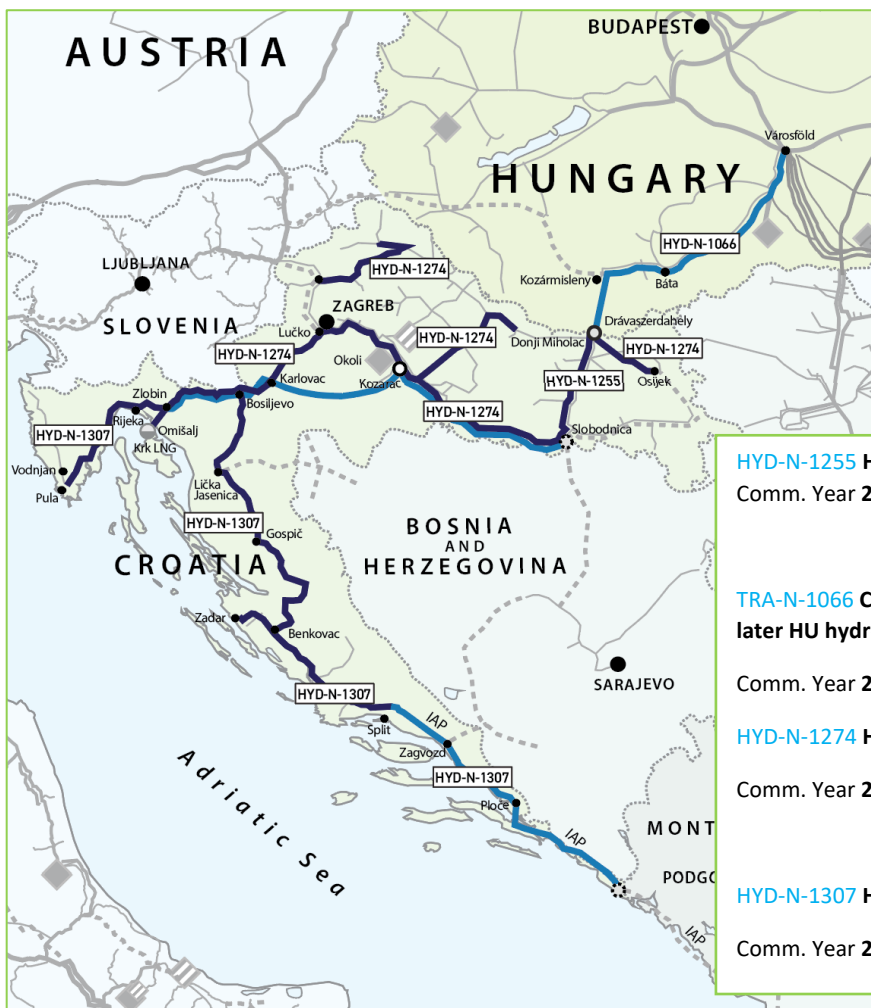 AUSTRIA
BUDAPEST
Városföld
HUNGARY
HYD-N-1066
LJUBLJANA
HYD-N-1274
Kozármisleny
Báta
ZAGREB
SLOVENIA
Lučko
Drávaszerdahely
HYD-N-1274
Donji Miholac
HYD-N-1274
HYD-N-1274
Okoli
Karlovac
Kozarac
HYD-N-1255
Osijek
Zlobin
Bosiljevo
HYD-N-1274
Rijeka
Omišalj
Slobodnica
HYD-N-1307
Krk LNG
Vodnjan
Pula
Lička
Jasenica
HYD-N-1307
BOSNIA
AND
HERZEGOVINA
Gospič
CROATIA
Zadar
Benkovac
SARAJEVO
HYD-N-1307
IAP
Split
Zagvozd
HYD-N-1307
Ploče
Adriatic Sea
IAP
MONT
PODGO
IAP
HYD-N-1255 H
Comm. Year 2
TRA-N-1066 C
later HU hydr
Comm. Year 2
HYD-N-1274 H
Comm. Year 2
HYD-N-1307 H
Comm. Year 2